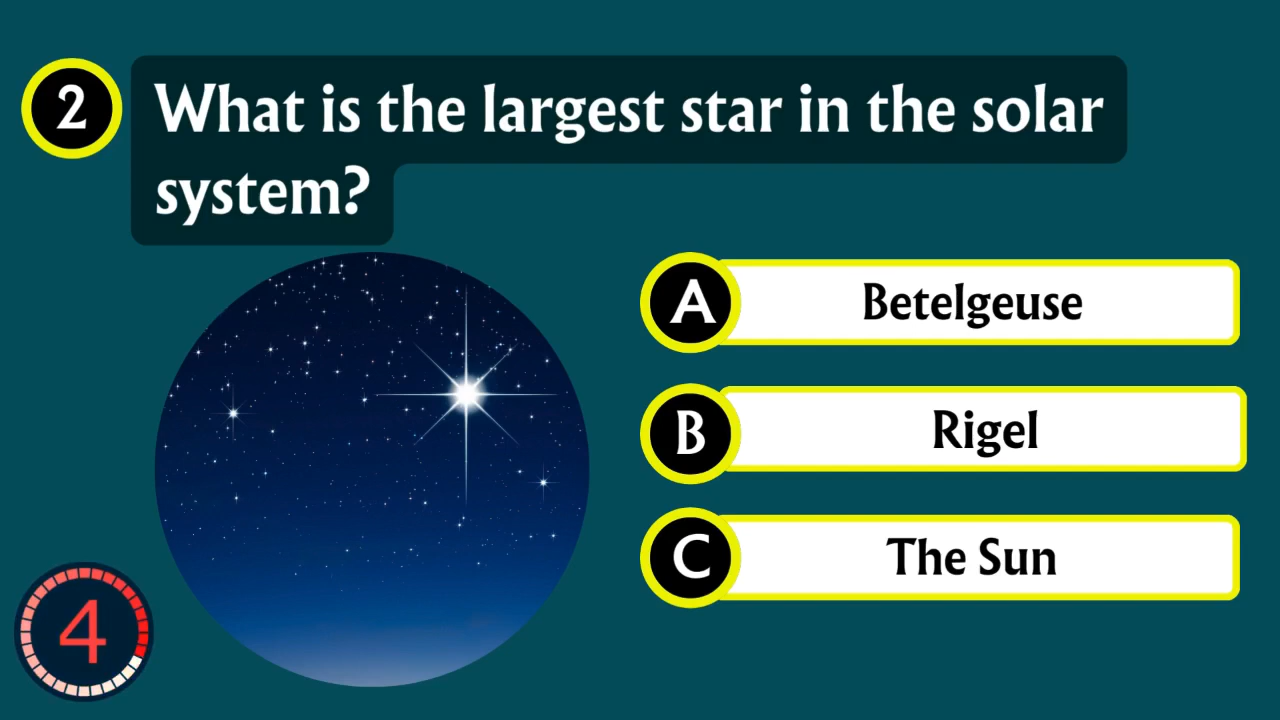 2
What is the largest star in the solar
system?
A
Betelgeuse
B
Rigel
C
The Sun
4